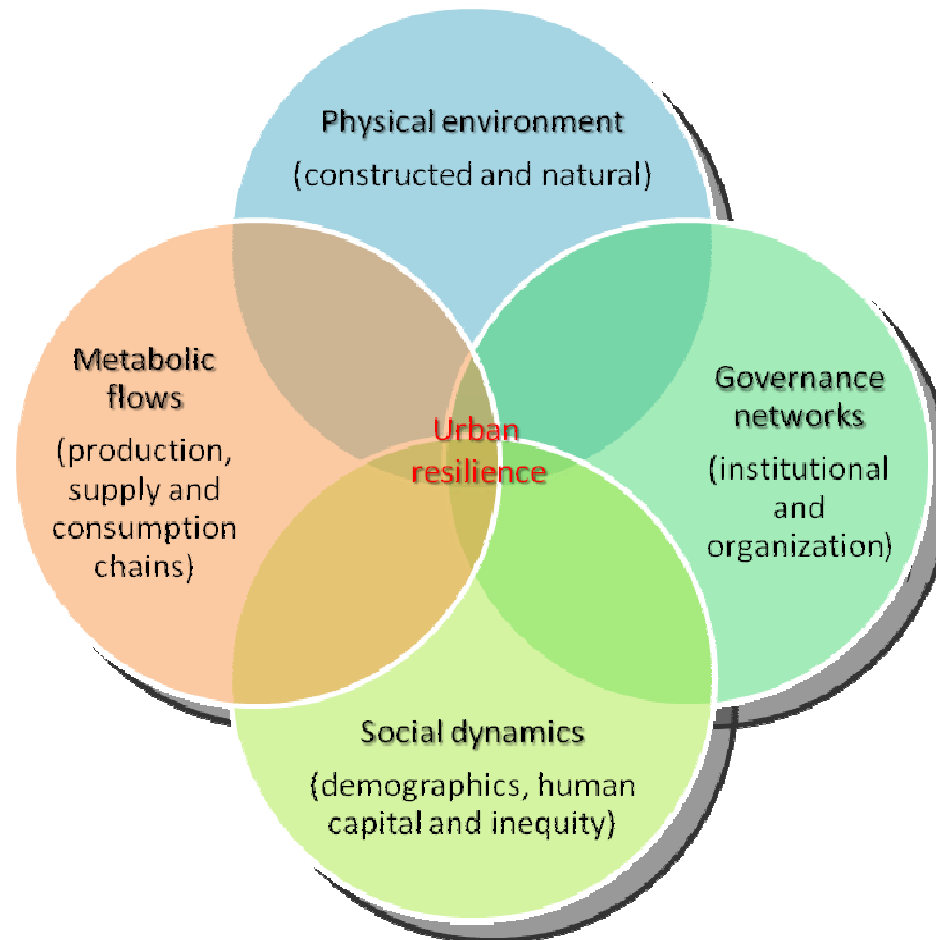 Physical environment
(constructed and natural)
Metabolic
flows
(production,
supply and
consumption
chains)
Urban
resilience
Governance
networks
(institutional
and
organization)
Social dynamics
(demographics, human
capital and inequity)